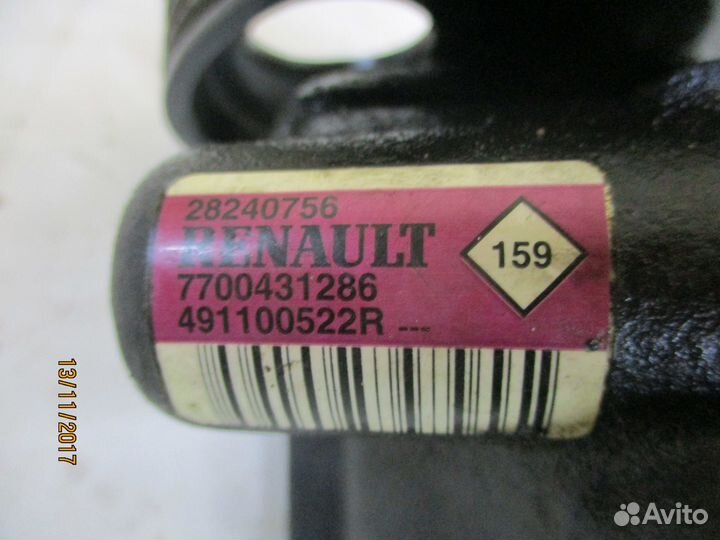 28240756
RENAULT
159
7700431286
491100522R ---
13/11/2017
Avito